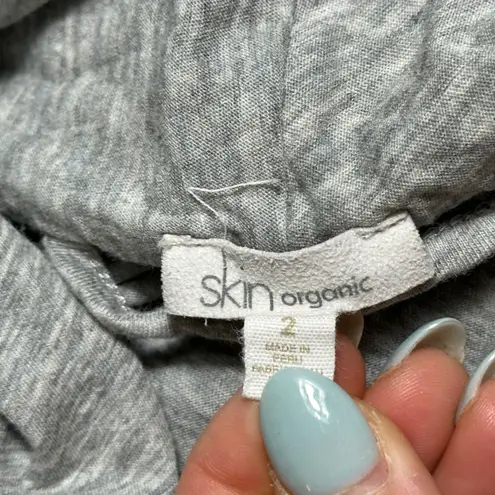 skin organic
2
MADE IN
PERU